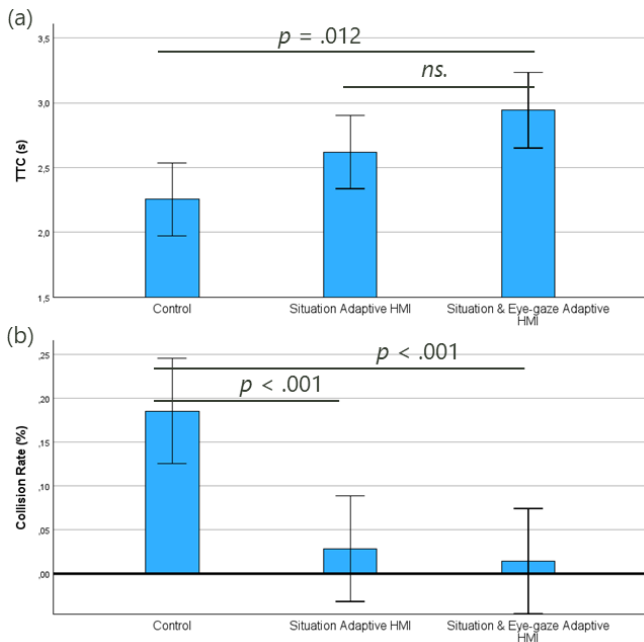 (a)
3,5
p = .012
ns.
3,0
TTC (s)
2,5
2,0
1,5
Control
Situation Adaptive HMI
Situation & Eye-gaze Adaptive
HMI
(b)
,25
p < .001
p < .001
,20
Collision Rate (%)
,15
,10
,05
,00
Control
Situation Adaptive HMI
Situation & Eye-gaze Adaptive
HMI